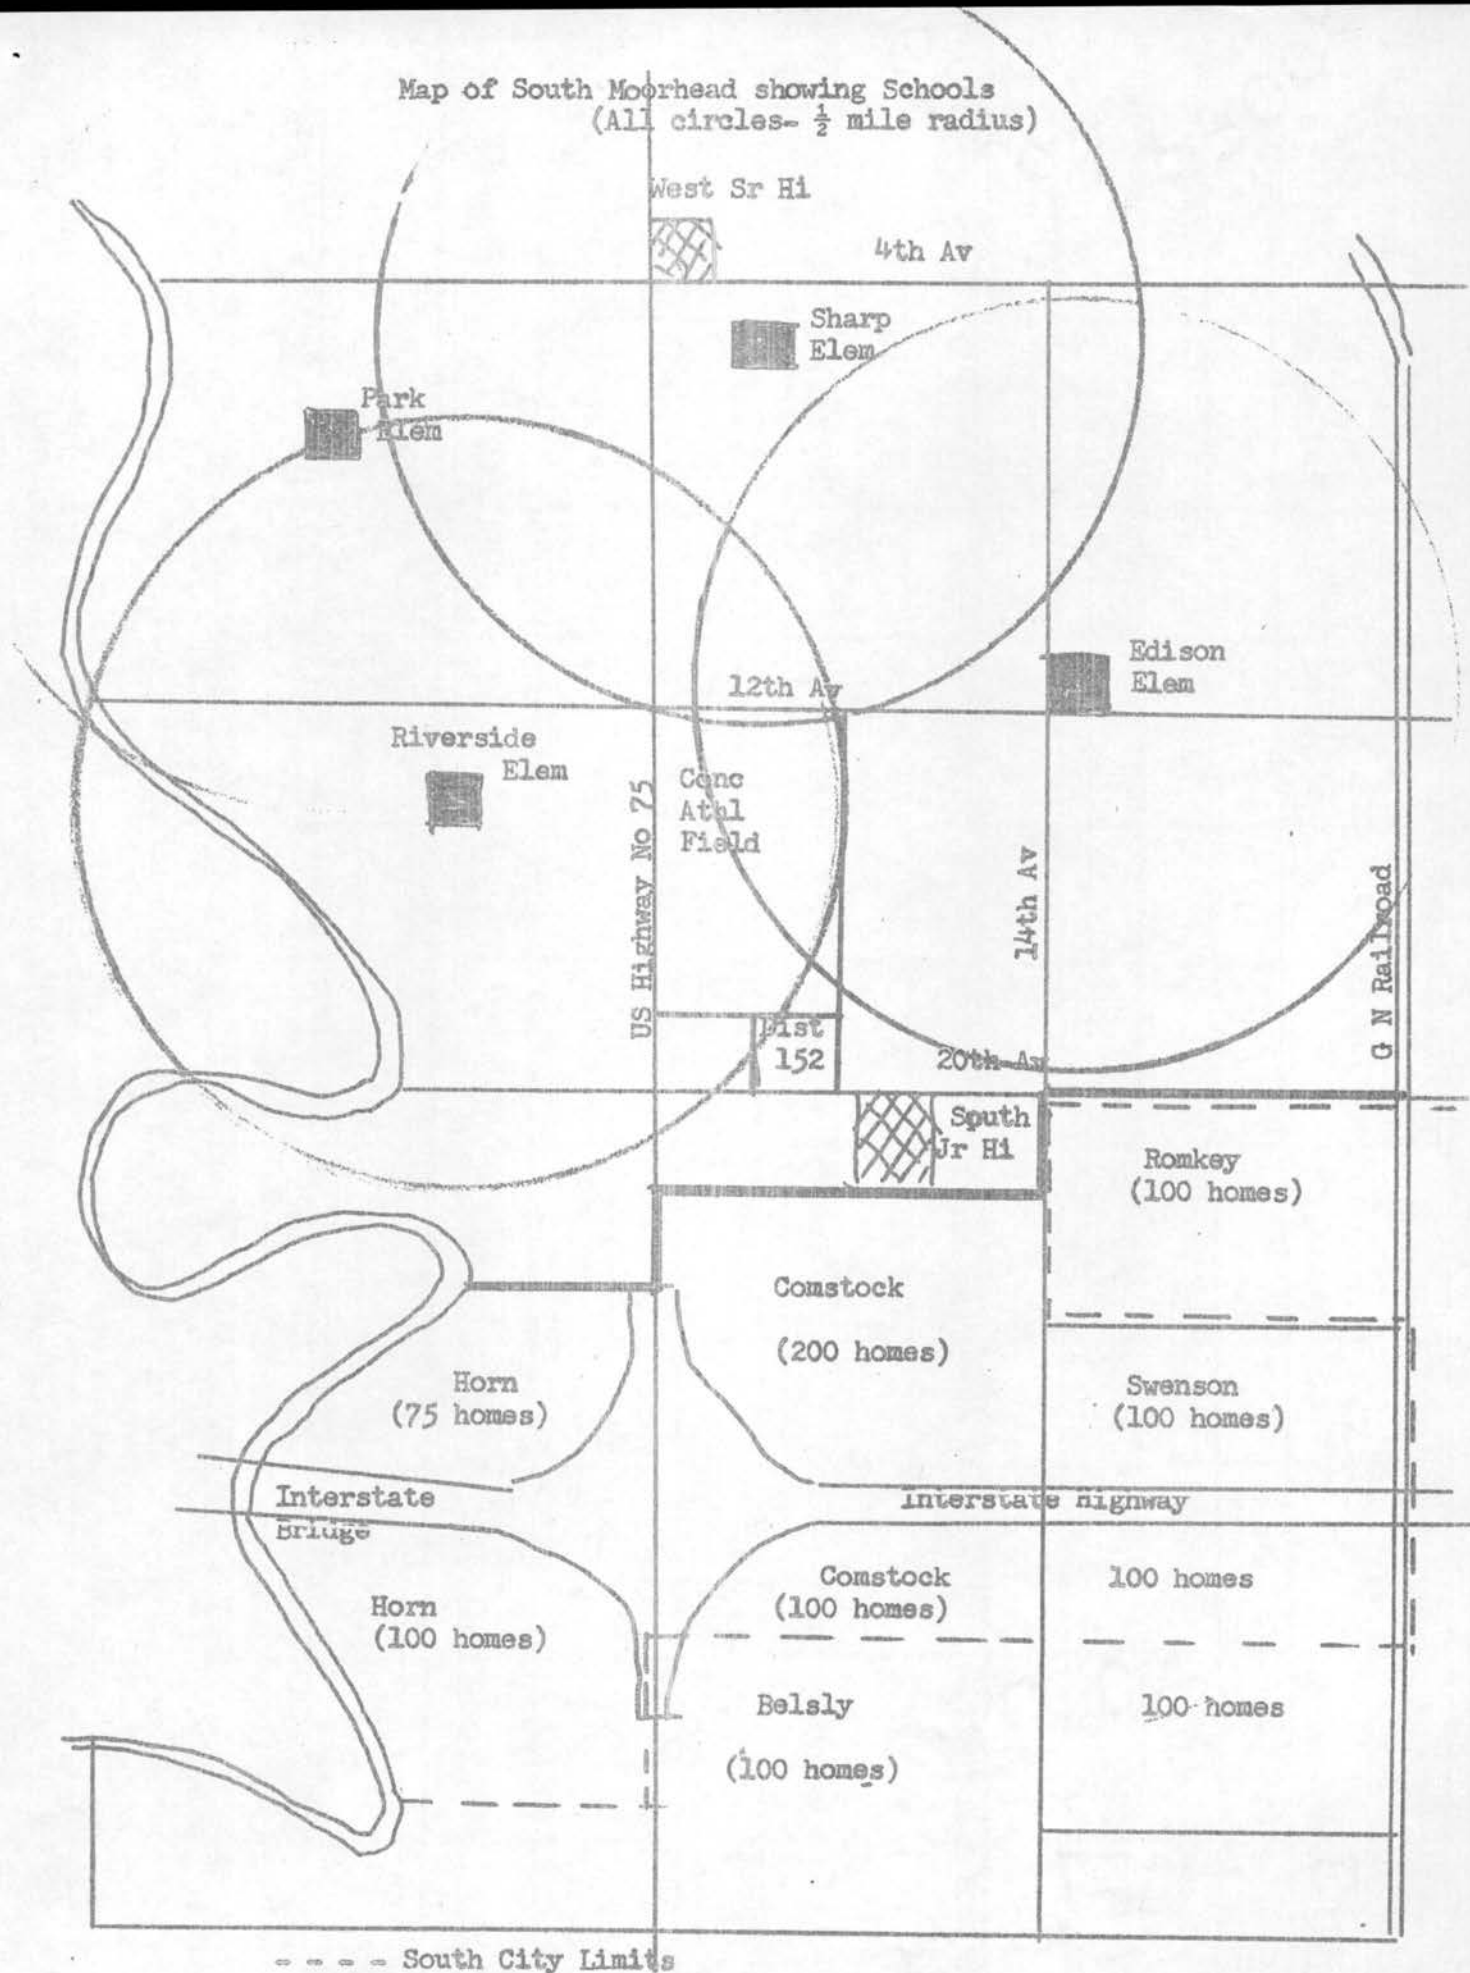 Map of South Moorhead showing Schools
(All circles- ½ mile radius)
West Sr Hi
4th Av
Sharp
Elem
Park
Elem
Edison
Elem
12th Av
Riverside
Elem
Conc
Athl
Field
US Highway No 75
14th Av
G N Railroad
Dist
152
20th Av
South
Jr Hi
Romkey
(100 homes)
Comstock
(200 homes)
Horn
(75 homes)
Swenson
(100 homes)
Interstate
Bridge
Interstate Highway
Comstock
(100 homes)
100 homes
Horn
(100 homes)
Belsly
(100 homes)
100 homes
- - - - South City Limits